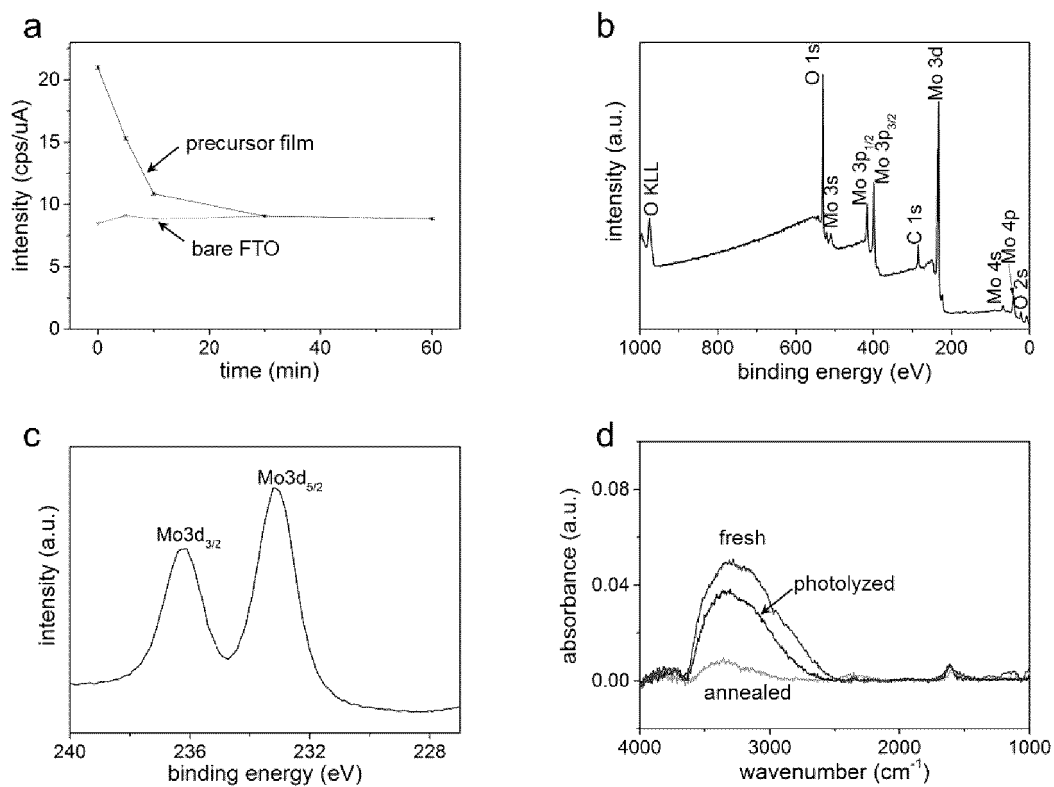 a
intensity (cps/uA)
20
15
10
5
0
precursor film
bare FTO
0 20 40 60
time (min)
b
intensity (a.u.)
O KLL
O 1s
Mo 3s
Mo 3p1/2
Mo 3p3/2
C 1s
Mo 3d
Mo 4s
Mo 4p
O 2s
1000 800 600 400 200 0
binding energy (eV)
c
intensity (a.u.)
Mo3d3/2
Mo3d5/2
240 236 232 228
binding energy (eV)
d
absorbance (a.u.)
0.08
0.04
0.00
fresh
photolyzed
annealed
4000 3000 2000 1000
wavenumber (cm-1)